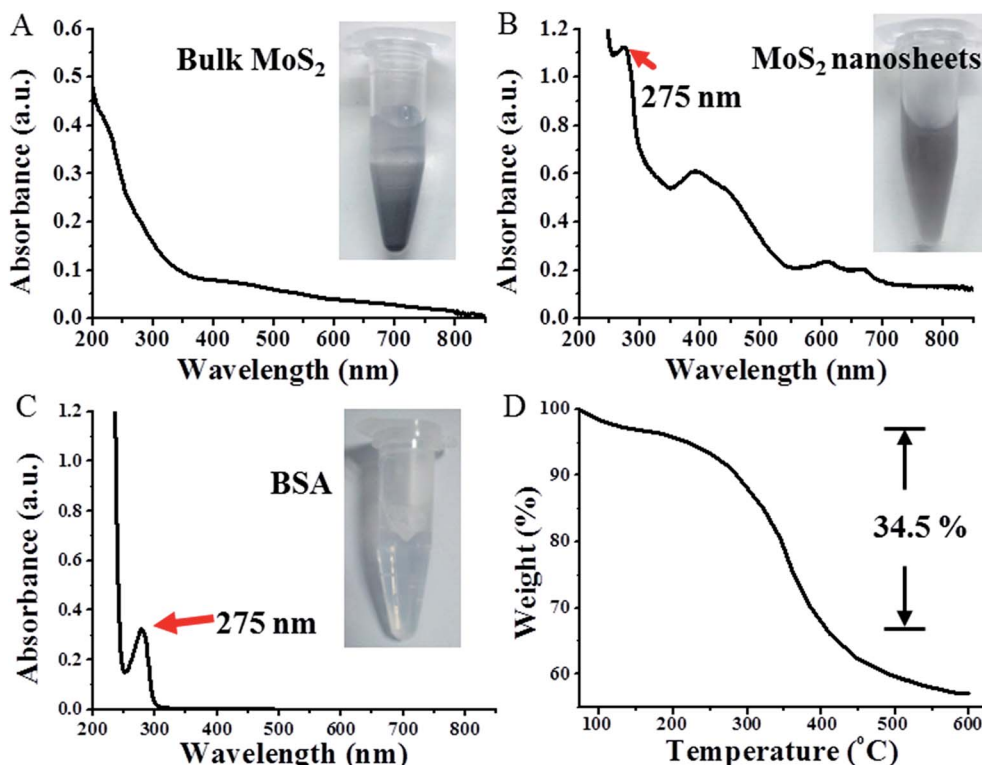 A
Bulk MoS₂
Absorbance (a.u.)
0.6
0.5
0.4
0.3
0.2
0.1
0.0
200 300 400 500 600 700 800
Wavelength (nm)
B
MoS₂ nanosheets
275 nm
Absorbance (a.u.)
1.2
1.0
0.8
0.6
0.4
0.2
0.0
200 300 400 500 600 700 800
Wavelength (nm)
C
BSA
275 nm
Absorbance (a.u.)
1.2
1.0
0.8
0.6
0.4
0.2
0.0
200 300 400 500 600 700 800
Wavelength (nm)
D
34.5 %
Weight (%)
100
90
80
70
60
100 200 300 400 500 600
Temperature (°C)